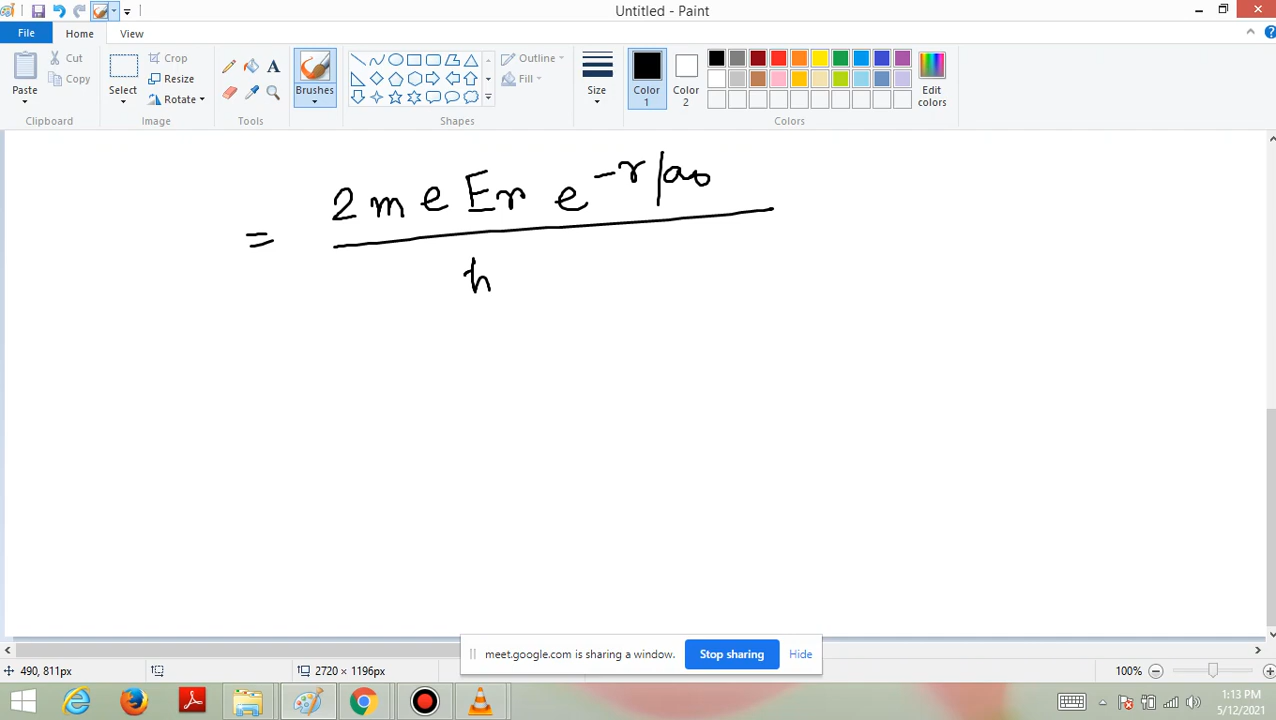 Untitled - Paint
File Home View
Paste Cut Copy Clipboard
Select Crop Resize Rotate Image
A Tools
Brushes
Outline Fill Shapes
Size
Color 1 Color 2 Edit colors Colors
= 2 m e E r e^{-r/a₀}
ħ
meet.google.com is sharing a window. Stop sharing Hide
490, 811px 2720 × 1196px 100%
1:13 PM
5/12/2021